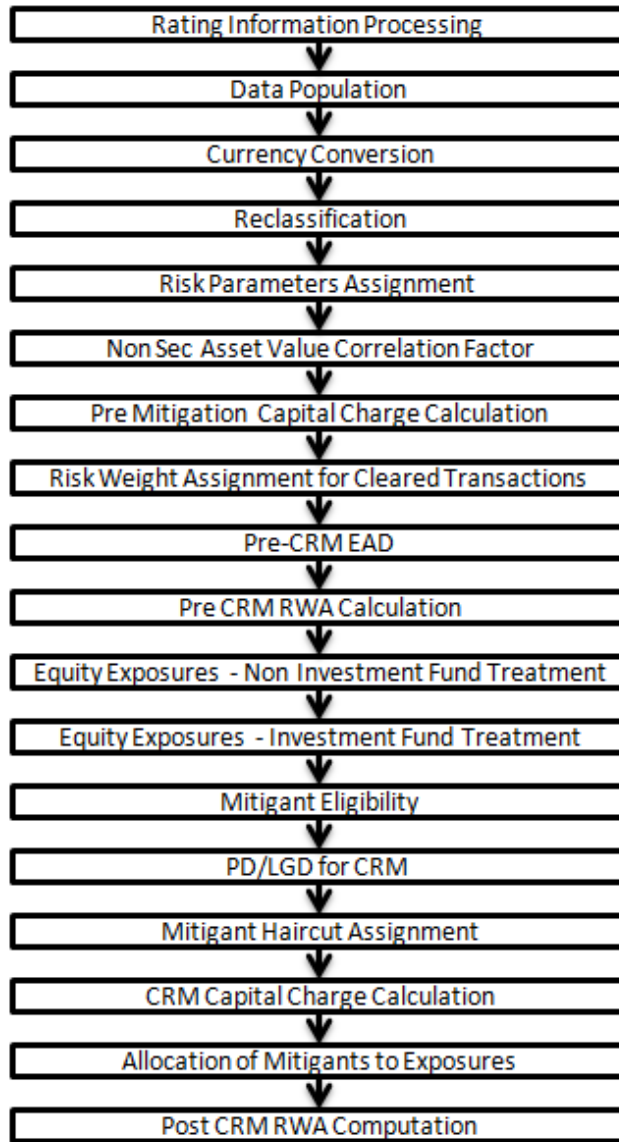 Rating Information Processing
Data Population
Currency Conversion
Reclassification
Risk Parameters Assignment
Non Sec Asset Value Correlation Factor
Pre Mitigation Capital Charge Calculation
Risk Weight Assignment for Cleared Transactions
Pre-CRM EAD
Pre CRM RWA Calculation
Equity Exposures - Non Investment Fund Treatment
Equity Exposures - Investment Fund Treatment
Mitigant Eligibility
PD/LGD for CRM
Mitigant Haircut Assignment
CRM Capital Charge Calculation
Allocation of Mitigants to Exposures
Post CRM RWA Computation